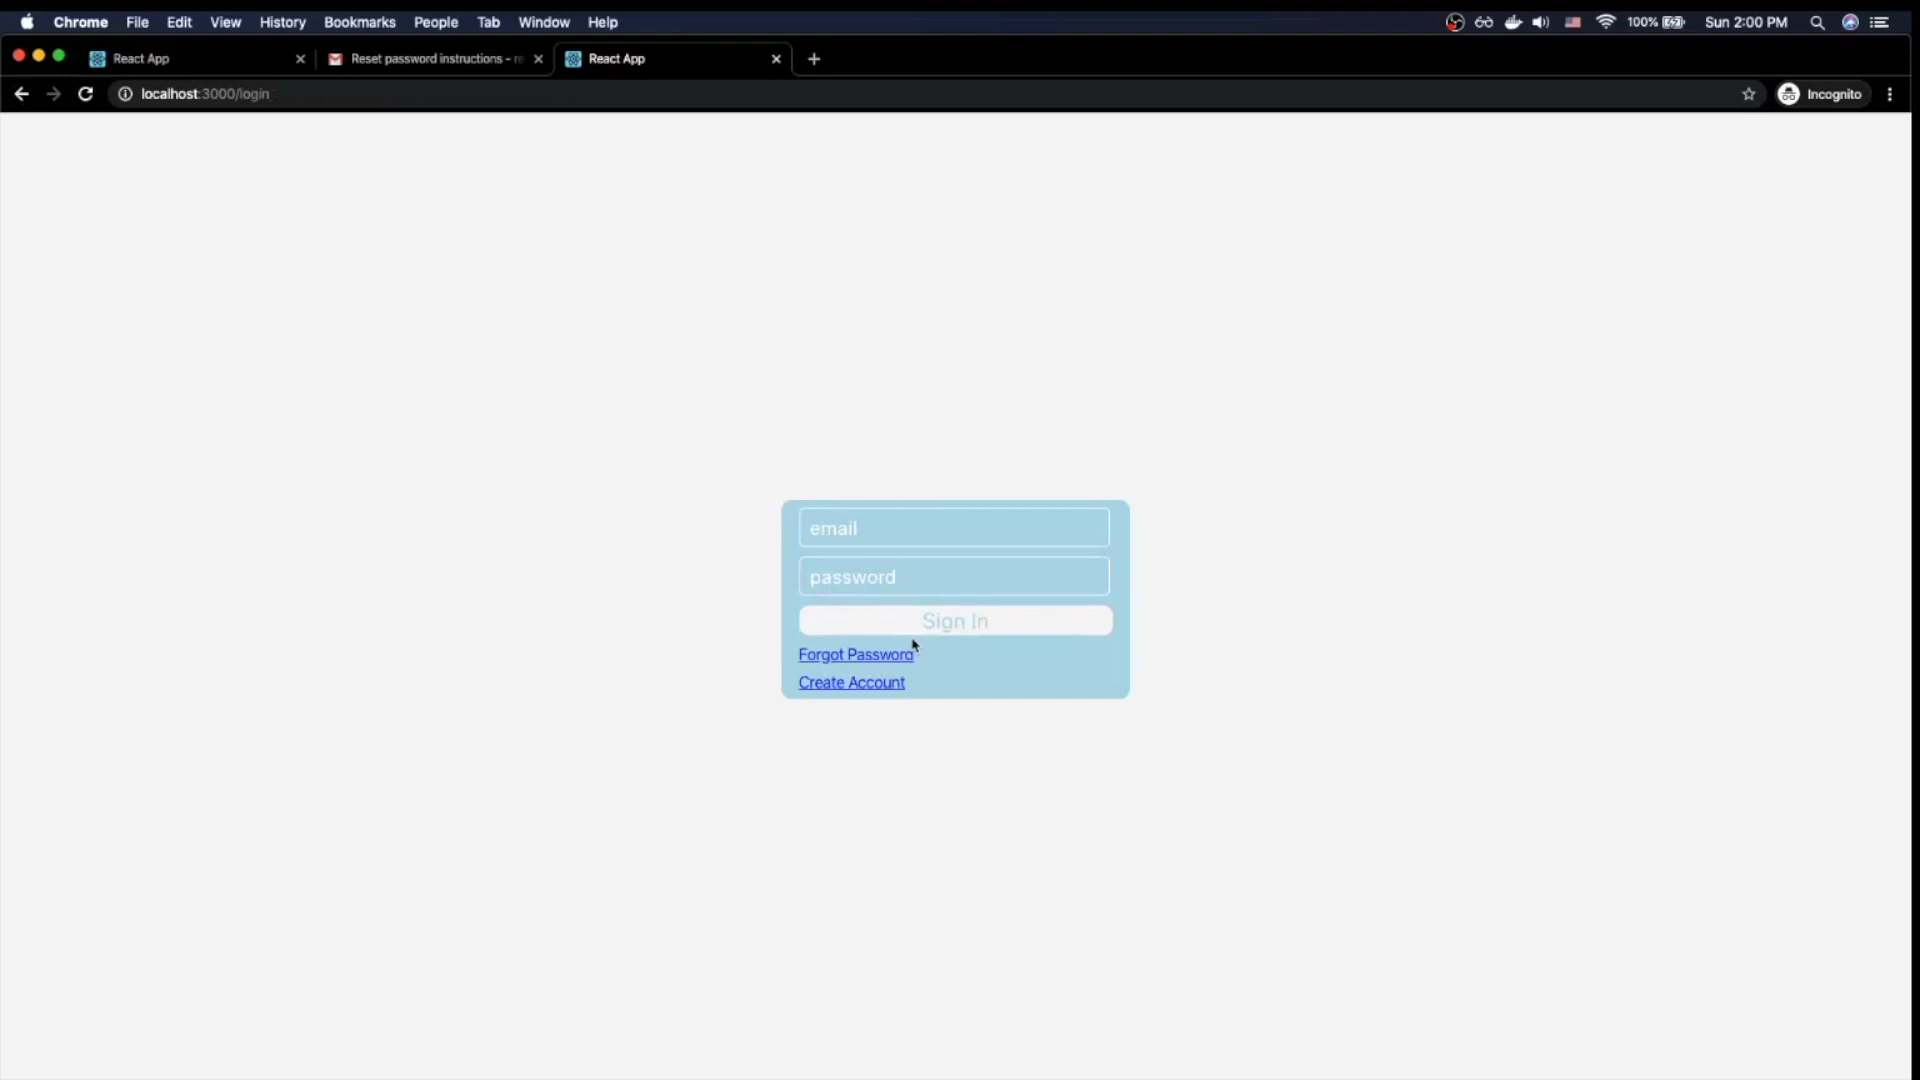 Chrome File Edit View History Bookmarks People Tab Window Help 100% Sun 2:00 PM
React App Reset password instructions - React App
localhost:3000/login Incognito
email
password
Sign In
Forgot Password
Create Account